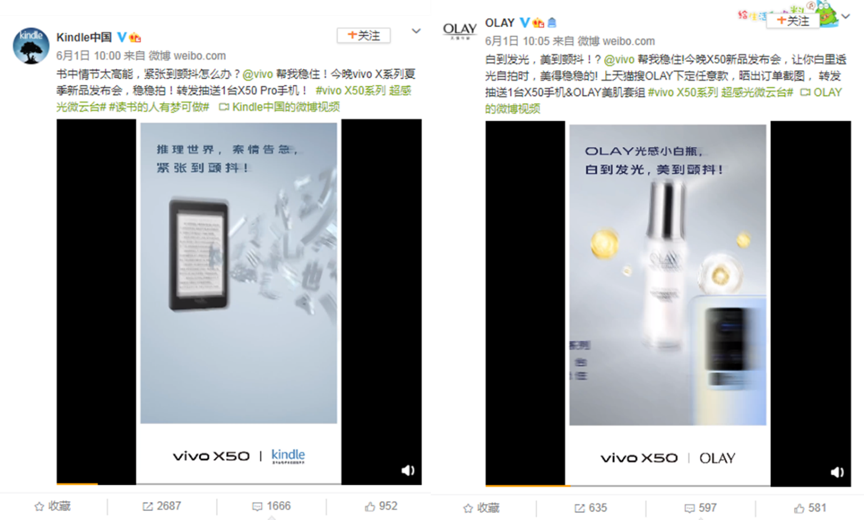 Kindle中国
+关注
6月1日 10:00 来自 微博 weibo.com
书中情节太高能，紧张到颤抖怎么办？@vivo 帮我稳住！今晚vivo X系列夏
季新品发布会，稳稳拍！转发抽送1台X50 Pro手机！ #vivo X50系列 超感
光微云台# #读书的人有梦可做# Kindle中国的微博视频
推理世界，案情告急，
紧张到颤抖！
vivo X50 | kindle
收藏
2687
1666
952
OLAY
OLAY
+关注
6月1日 10:05 来自 微博 weibo.com
白到发光，美到颤抖！? @vivo 帮我稳住!今晚X50新品发布会，让你白里透
光自拍时，美得稳稳的! 上天猫搜OLAY下定任意款，晒出订单截图， 转发
抽送1台X50手机&OLAY美肌套组 #vivo X50系列 超感光微云台# OLAY
的微博视频
OLAY光感小白瓶，
白到发光，美到颤抖！
OLAY
vivo X50 | OLAY
收藏
635
597
581